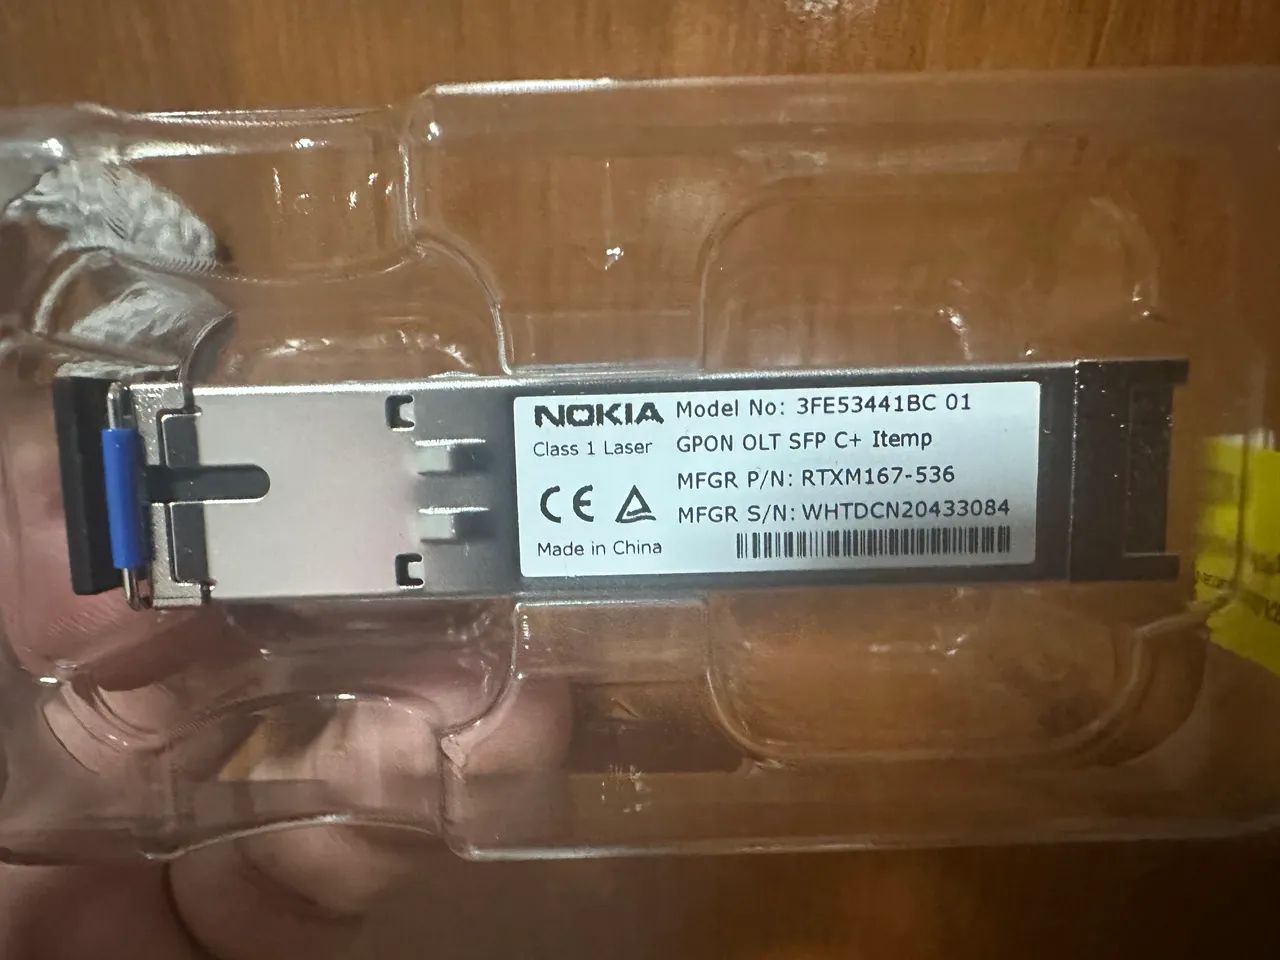 NOKIA Model No: 3FE53441BC 01
Class 1 Laser GPON OLT SFP C+ Itemp
MFGR P/N: RTXM167-536
CE MFGR S/N: WHTDCN20433084
Made in China